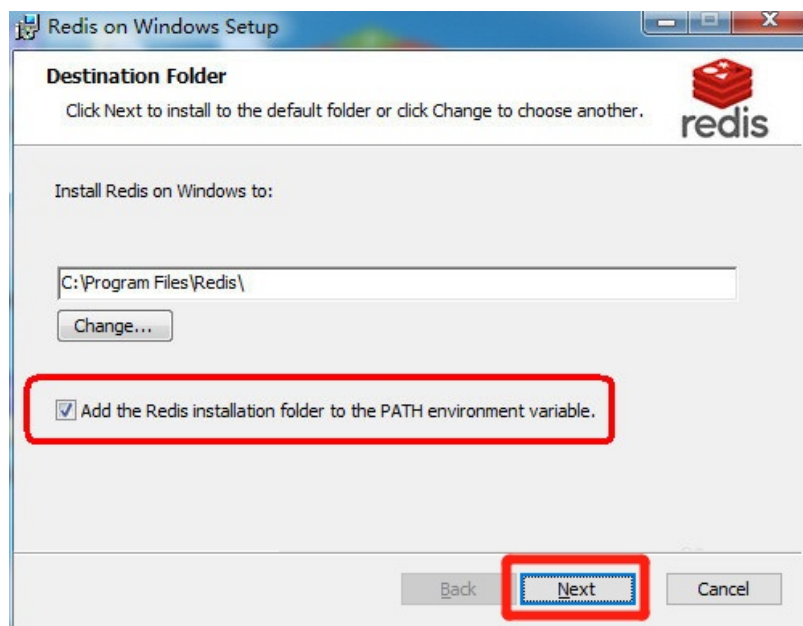 Redis on Windows Setup
Destination Folder
Click Next to install to the default folder or click Change to choose another.
redis
Install Redis on Windows to:
C:\Program Files\Redis\
Change...
Add the Redis installation folder to the PATH environment variable.
Back Next Cancel